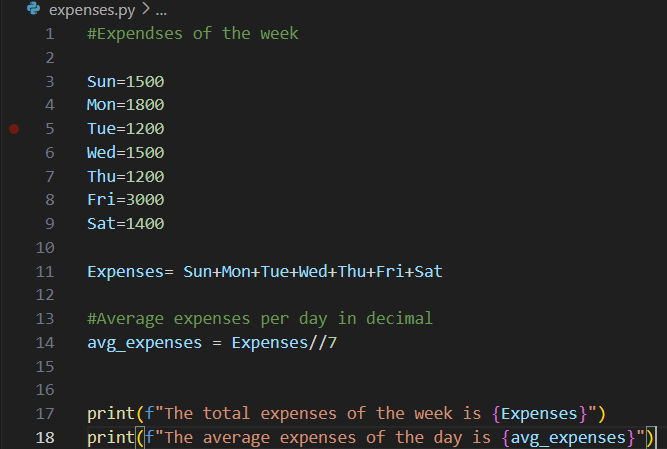 expenses.py > ...
1 #Expendses of the week
2
3 Sun=1500
4 Mon=1800
5 Tue=1200
6 Wed=1500
7 Thu=1200
8 Fri=3000
9 Sat=1400
10
11 Expenses= Sun+Mon+Tue+Wed+Thu+Fri+Sat
12
13 #Average expenses per day in decimal
14 avg_expenses = Expenses//7
15
16
17 print(f"The total expenses of the week is {Expenses}")
18 print(f"The average expenses of the day is {avg_expenses}")